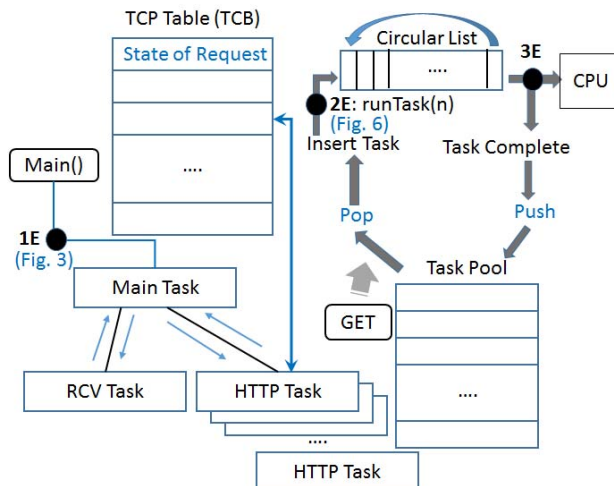 TCP Table (TCB)
State of Request
....
Main()
1E
(Fig. 3)
Main Task
RCV Task
HTTP Task
....
HTTP Task
Circular List
....
3E
CPU
2E: runTask(n)
(Fig. 6)
Insert Task
Task Complete
Pop
Push
Task Pool
GET
....